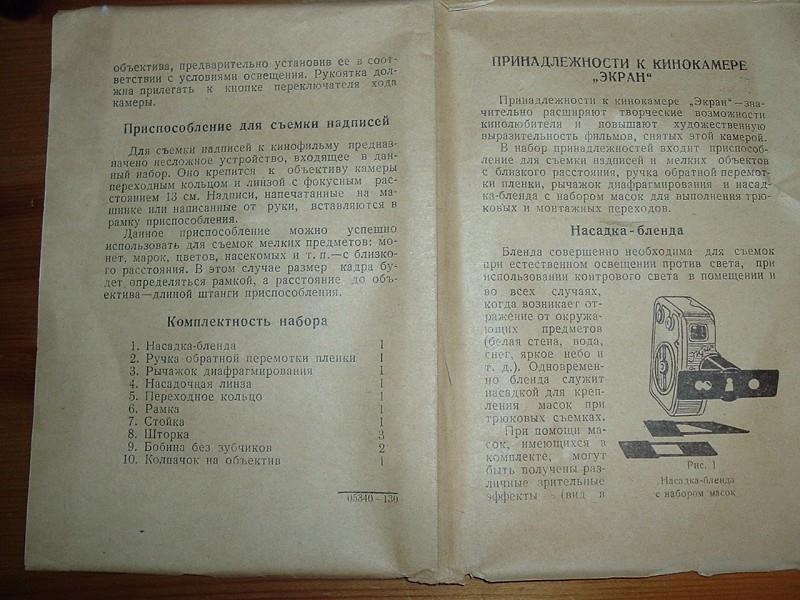 объектива, предварительно установив ее в соот-
ветствии с условиями освещения. Рукоятка дол-
жна прилегать к кнопке переключателя хода
камеры.
Приспособление для съемки надписей
Для съемки надписей к кинофильму предназ-
начено несложное устройство, входящее в дан-
ный набор. Оно крепится к объективу камеры
переходным кольцом и линзой с фокусным рас-
стоянием 13 см. Надписи, напечатанные на ма-
шинке или написанные от руки, вставляются в
рамку приспособления.
Данное приспособление можно успешно
использовать для съемок мелких предметов: мо-
нет, марок, цветов, насекомых и т. п.—с близко-
го расстояния. В этом случае размер кадра бу-
дет определяться рамкой, а расстояние до объ-
ектива—длиной штанги приспособления.
Комплектность набора
1. Насадка-бленда 1
2. Ручка обратной перемотки пленки 1
3. Рычажок диафрагмирования 1
4. Насадочная линза 1
5. Переходное кольцо 1
6. Рамка 1
7. Стойка 1
8. Шторка 3
9. Бобина без зубчиков 2
10. Колпачок на объектив 1
05340—130
ПРИНАДЛЕЖНОСТИ К КИНОКАМЕРЕ
„ЭКРАН“
Принадлежности к кинокамере „Экран“—зна-
чительно расширяют творческие возможности
кинолюбителя и повышают художественную
выразительность фильмов, снятых этой камерой.
В набор принадлежностей входит приспособ-
ление для съемки надписей и мелких объектов
с близкого расстояния, ручка обратной перемот-
ки пленки, рычажок диафрагмирования и насад-
ка-бленда с набором масок для выполнения трю-
ковых и монтажных переходов.
Насадка-бленда
Бленда совершенно необходима для съемок
при естественном освещении против света, при
использовании контрового света в помещении и
во всех случаях,
когда возникает от-
ражение от окружа-
ющих предметов
(белая стена, вода,
снег, яркое небо и
т. д.). Одновремен-
но бленда служит
насадкой для креп-
ления масок при
трюковых съемках.
При помощи ма-
сок, имеющихся в
комплекте, могут
быть получены раз-
личные зрительные
эффекты (вид в
Рис. 1
Насадка-бленда
с набором масок